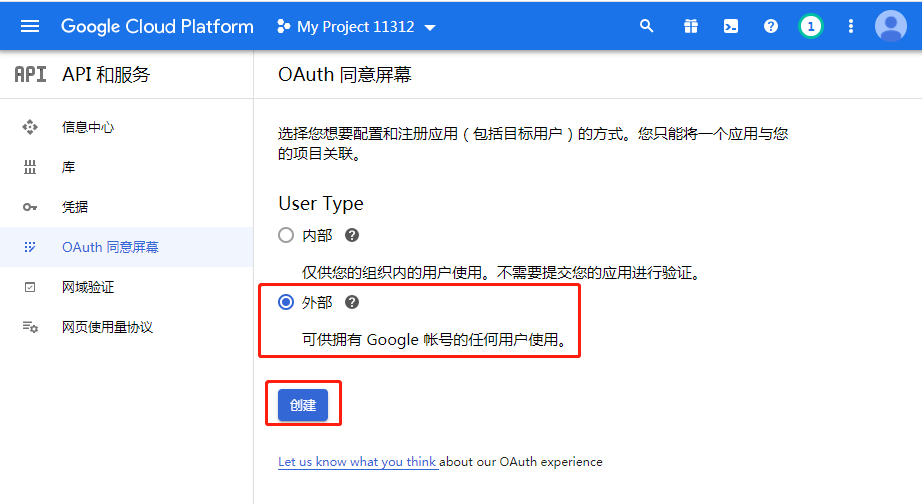 Google Cloud Platform
My Project 11312
1
API
API 和服务
OAuth 同意屏幕
信息中心
库
凭据
OAuth 同意屏幕
网域验证
网页使用量协议
选择您想要配置和注册应用（包括目标用户）的方式。您只能将一个应用与您
的项目关联。
User Type
内部
仅供您的组织内的用户使用。不需要提交您的应用进行验证。
外部
可供拥有 Google 帐号的任何用户使用。
创建
Let us know what you think about our OAuth experience